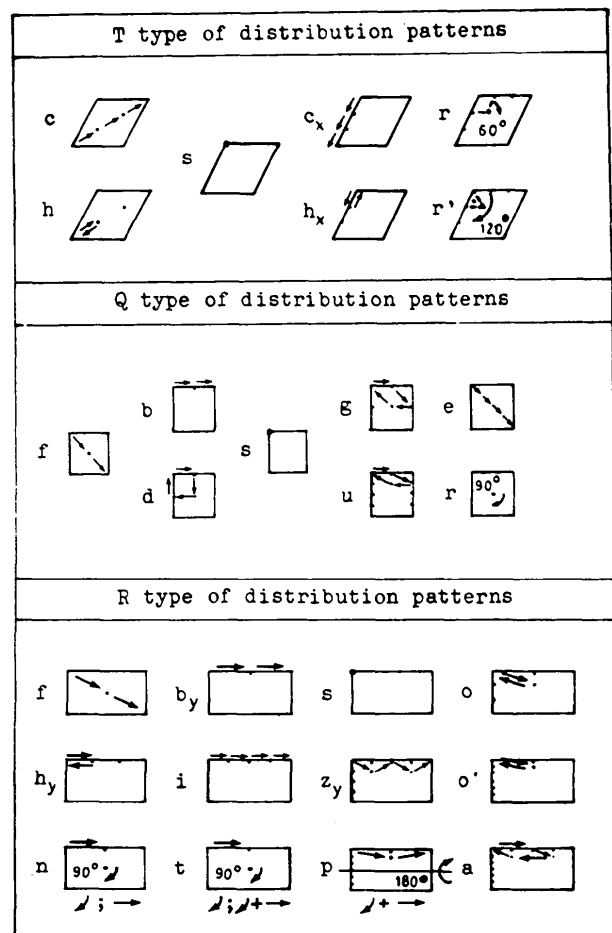 T type of distribution patterns
c
c_x
r
60°
s
h
h_x
r'
120°
Q type of distribution patterns
b
g
e
f
s
d
u
r
90°
R type of distribution patterns
f
b_y
s
o
h_y
i
z_y
o'
n
90°
t
90°
p
180°
a
;
; +
+